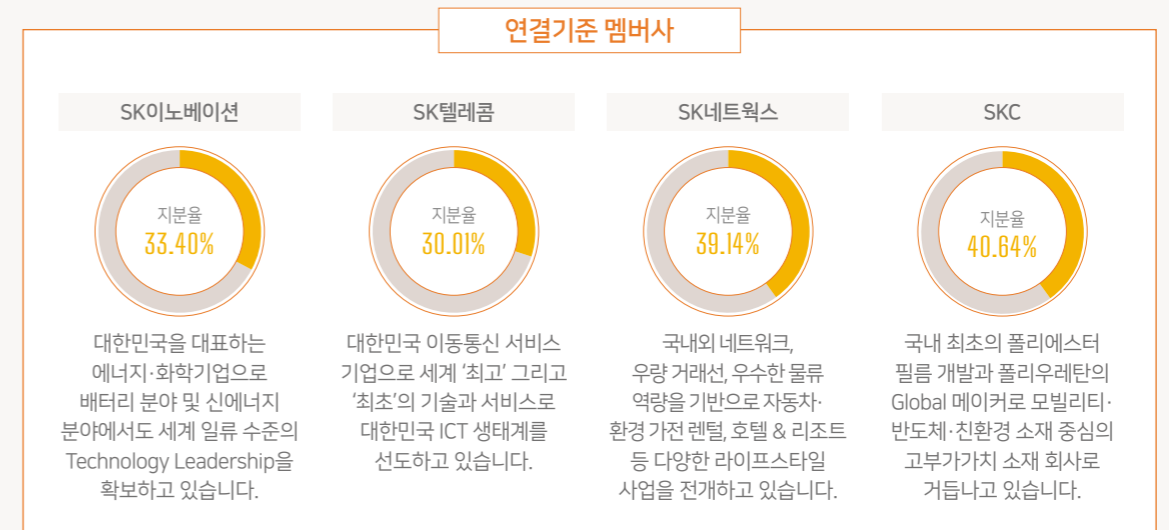 연결기준 멤버사
SK이노베이션
지분율
33.40%
대한민국을 대표하는
에너지·화학기업으로
배터리 분야 및 신에너지
분야에서도 세계 일류 수준의
Technology Leadership을
확보하고 있습니다.
SK텔레콤
지분율
30.01%
대한민국 이동통신 서비스
기업으로 세계 ‘최고’ 그리고
‘최초’의 기술과 서비스로
대한민국 ICT 생태계를
선도하고 있습니다.
SK네트웍스
지분율
39.14%
국내외 네트워크,
우량 거래선, 우수한 물류
역량을 기반으로 자동차·
환경 가전 렌털, 호텔 & 리조트
등 다양한 라이프스타일
사업을 전개하고 있습니다.
SKC
지분율
40.64%
국내 최초의 폴리에스터
필름 개발과 폴리우레탄의
Global 메이커로 모빌리티·
반도체·친환경 소재 중심의
고부가가치 소재 회사로
거듭나고 있습니다.